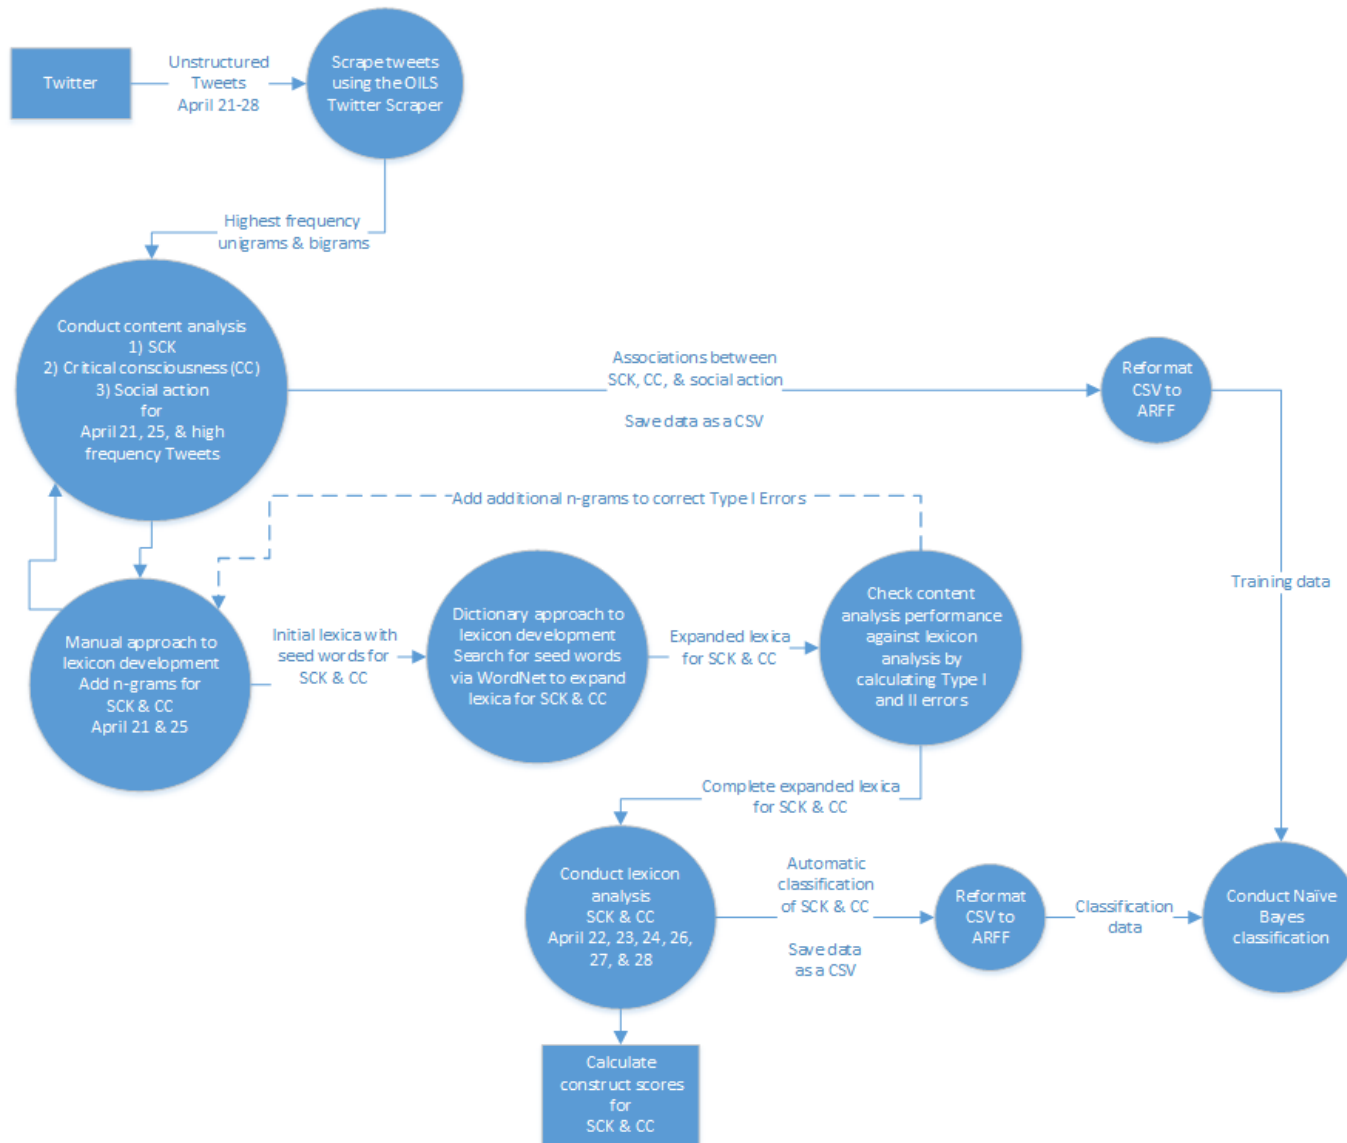 Twitter
Unstructured
Tweets
April 21-28
Scrape tweets
using the OILS
Twitter Scraper
Highest frequency
unigrams & bigrams
Conduct content analysis
1) SCK
2) Critical consciousness (CC)
3) Social action
for
April 21, 25, & high
frequency Tweets
Associations between
SCK, CC, & social action
Save data as a CSV
Reformat
CSV to
ARFF
Add additional n-grams to correct Type I Errors
Training data
Manual approach to
lexicon development
Add n-grams for
SCK & CC
April 21 & 25
Initial lexica with
seed words for
SCK & CC
Dictionary approach to
lexicon development
Search for seed words
via WordNet to expand
lexica for SCK & CC
Expanded lexica
for SCK & CC
Check content
analysis performance
against lexicon
analysis by
calculating Type I
and II errors
Complete expanded lexica
for SCK & CC
Conduct lexicon
analysis
SCK & CC
April 22, 23, 24, 26,
27, & 28
Automatic
classification
of SCK & CC
Save data
as a CSV
Reformat
CSV to
ARFF
Classification
data
Conduct Naïve
Bayes
classification
Calculate
construct scores
for
SCK & CC